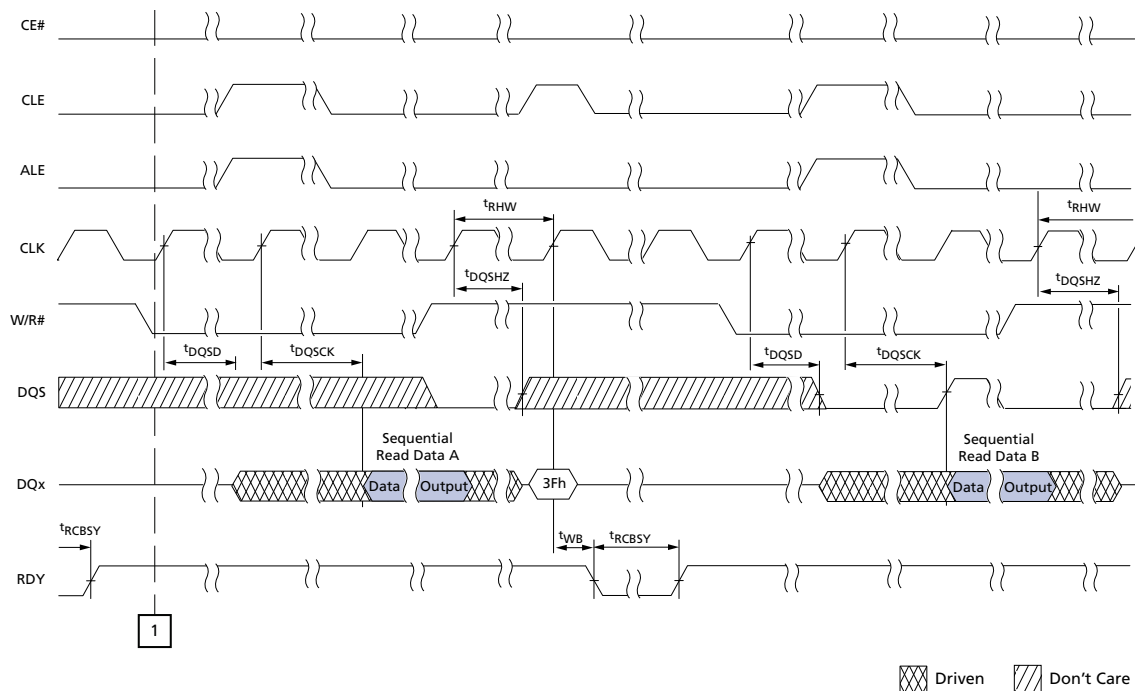 CE#
CLE
ALE
tRHW
tRHW
CLK
tDQSHZ
tDQSHZ
W/R#
tDQSD
tDQSCK
tDQSD
tDQSCK
DQS
Sequential
Read Data A
Sequential
Read Data B
DQx
Data
Output
3Fh
Data
Output
tRCBSY
tWB
tRCBSY
RDY
1
Driven
Don't Care